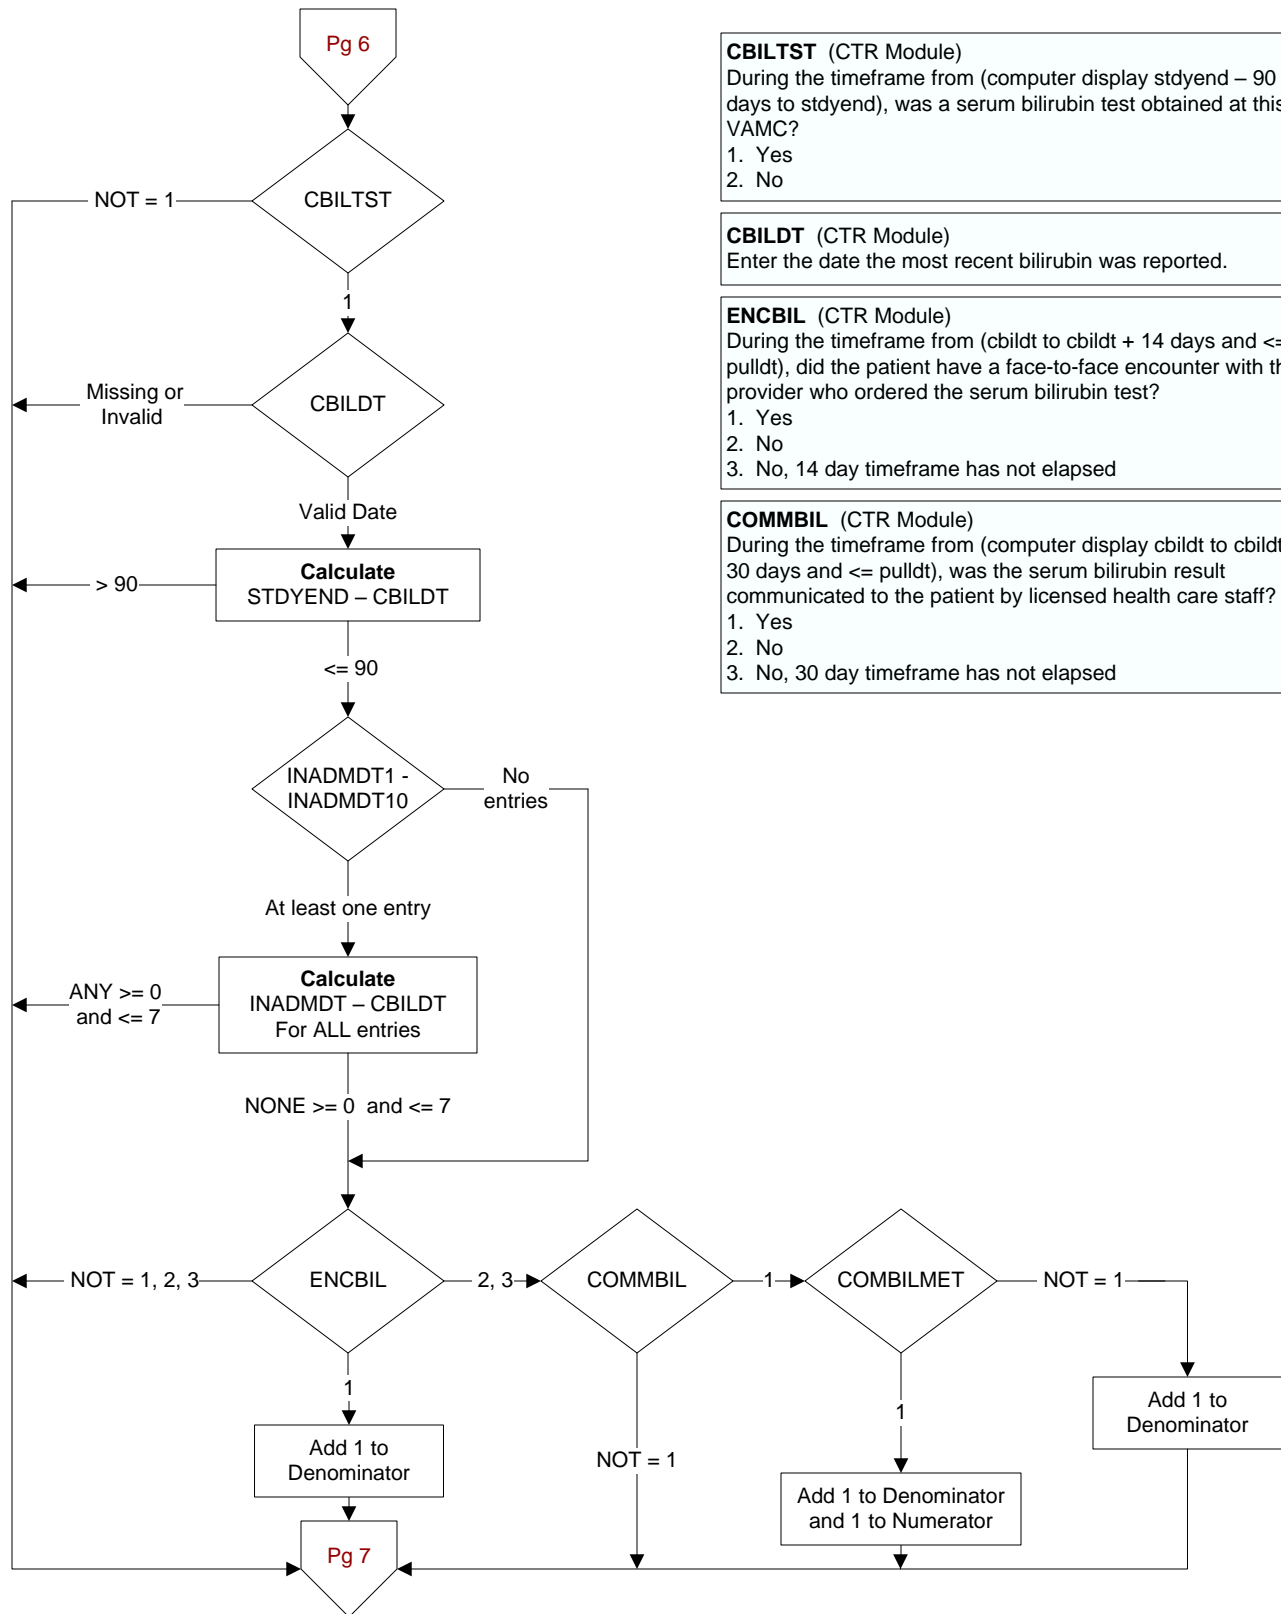 Pg 6
CBILTST (CTR Module)
During the timeframe from (computer display stdyend – 90
days to stdyend), was a serum bilirubin test obtained at this
VAMC?
1. Yes
2. No
CBILDT (CTR Module)
Enter the date the most recent bilirubin was reported.
ENCBIL (CTR Module)
During the timeframe from (cbildt to cbildt + 14 days and <=
pulldt), did the patient have a face-to-face encounter with
provider who ordered the serum bilirubin test?
1. Yes
2. No
3. No, 14 day timeframe has not elapsed
COMMBIL (CTR Module)
During the timeframe from (computer display cbildt to cbildt
30 days and <= pulldt), was the serum bilirubin result
communicated to the patient by licensed health care staff?
1. Yes
2. No
3. No, 30 day timeframe has not elapsed
NOT = 1
CBILTST
1
Missing or
Invalid
CBILDT
Valid Date
> 90
Calculate
STDYEND – CBILDT
<= 90
INADMDT1 -
INADMDT10
No
entries
At least one entry
ANY >= 0
and <= 7
Calculate
INADMDT – CBILDT
For ALL entries
NONE >= 0 and <= 7
NOT = 1, 2, 3
ENCBIL
2, 3
COMMBIL
1
COMBILMET
NOT = 1
1
Add 1 to
Denominator
NOT = 1
1
Add 1 to Denominator
and 1 to Numerator
Add 1 to
Denominator
Pg 7